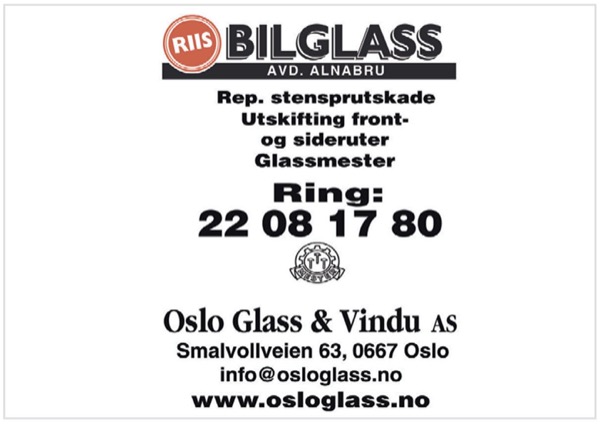 RIIS BILGLASS
AVD. ALNABRU
Rep. stensprutskade
Utskifting front-
og sideruter
Glassmester
Ring:
22 08 17 80
MESTER
Oslo Glass & Vindu AS
Smalvollveien 63, 0667 Oslo
info@osloglass.no
www.osloglass.no